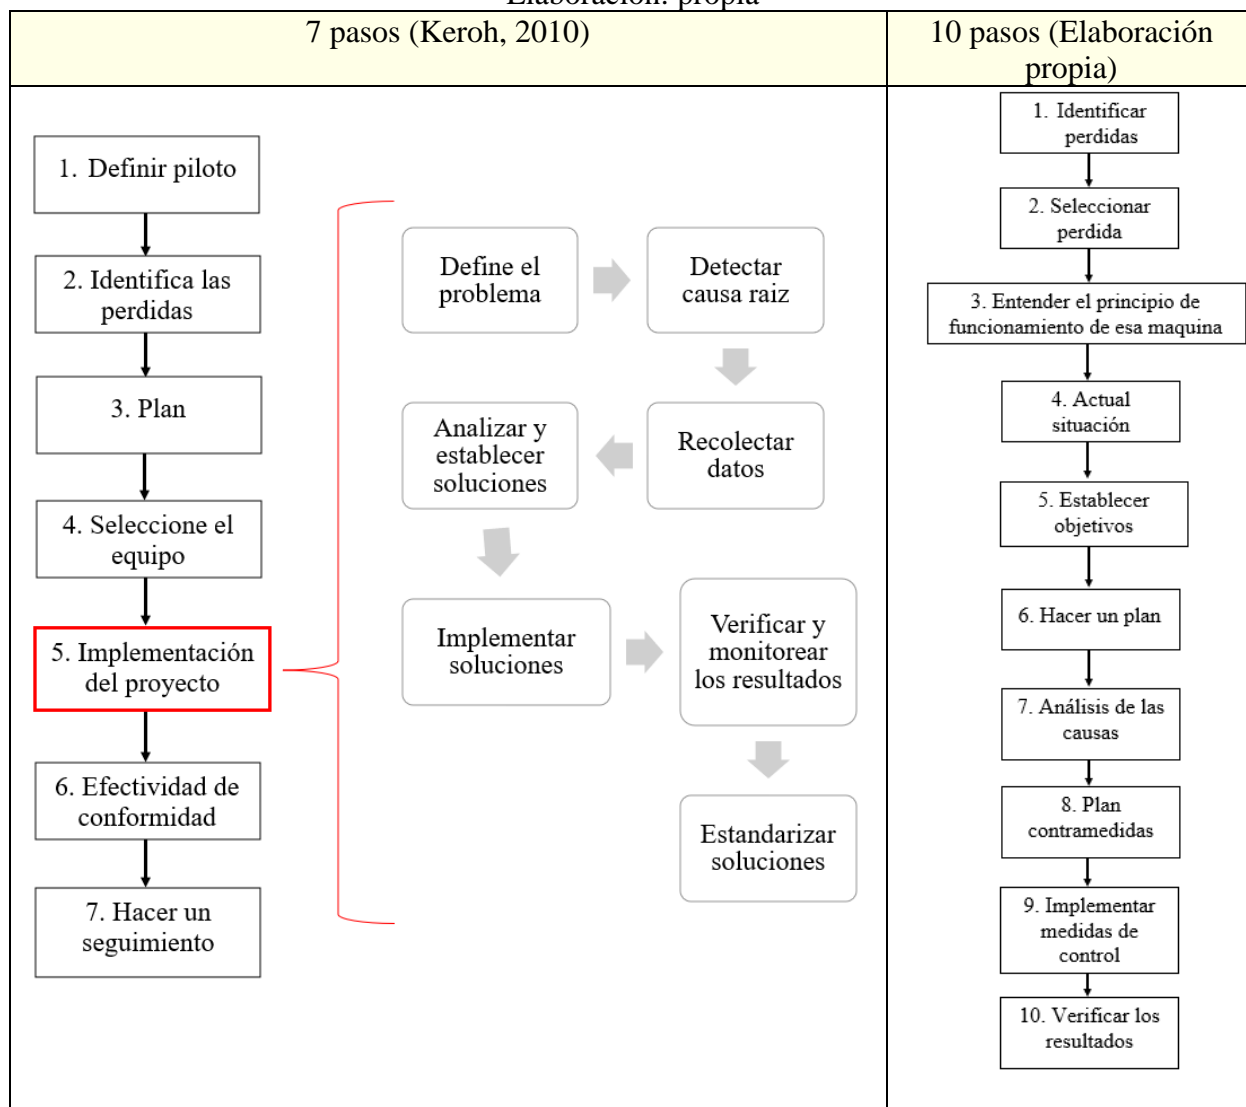 Elaboración: propia
7 pasos (Keroh, 2010)
10 pasos (Elaboración
propia)
1. Definir piloto
2. Identifica las
perdidas
3. Plan
4. Seleccione el
equipo
5. Implementación
del proyecto
6. Efectividad de
conformidad
7. Hacer un
seguimiento
Define el
problema
Detectar
causa raiz
Recolectar
datos
Analizar y
establecer
soluciones
Implementar
soluciones
Verificar y
monitorear
los resultados
Estandarizar
soluciones
1. Identificar
perdidas
2. Seleccionar
perdida
3. Entender el principio de
funcionamiento de esa maquina
4. Actual
situación
5. Establecer
objetivos
6. Hacer un plan
7. Análisis de las
causas
8. Plan
contramedidas
9. Implementar
medidas de
control
10. Verificar los
resultados